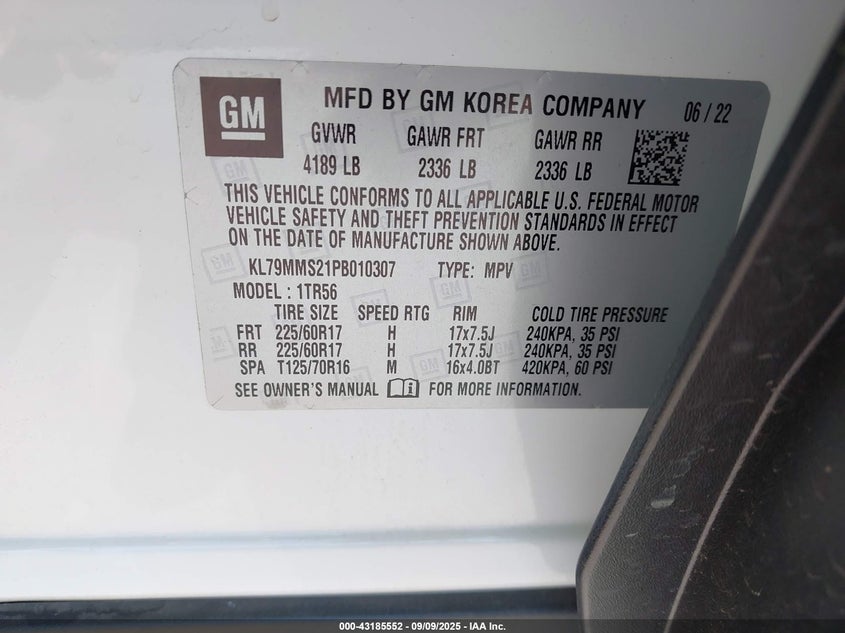 GM
MFD BY GM KOREA COMPANY 06 / 22
GVWR GAWR FRT GAWR RR
4189 LB 2336 LB 2336 LB
THIS VEHICLE CONFORMS TO ALL APPLICABLE U.S. FEDERAL MOTOR
VEHICLE SAFETY AND THEFT PREVENTION STANDARDS IN EFFECT
ON THE DATE OF MANUFACTURE SHOWN ABOVE.
KL79MMS21PB010307 TYPE: MPV
MODEL : 1TR56
TIRE SIZE SPEED RTG RIM COLD TIRE PRESSURE
FRT 225/60R17 H 17x7.5J 240KPA, 35 PSI
RR 225/60R17 H 17x7.5J 240KPA, 35 PSI
SPA T125/70R16 M 16x4.0BT 420KPA, 60 PSI
SEE OWNER'S MANUAL FOR MORE INFORMATION.
000-43185552 - 09/09/2025 - IAA Inc.